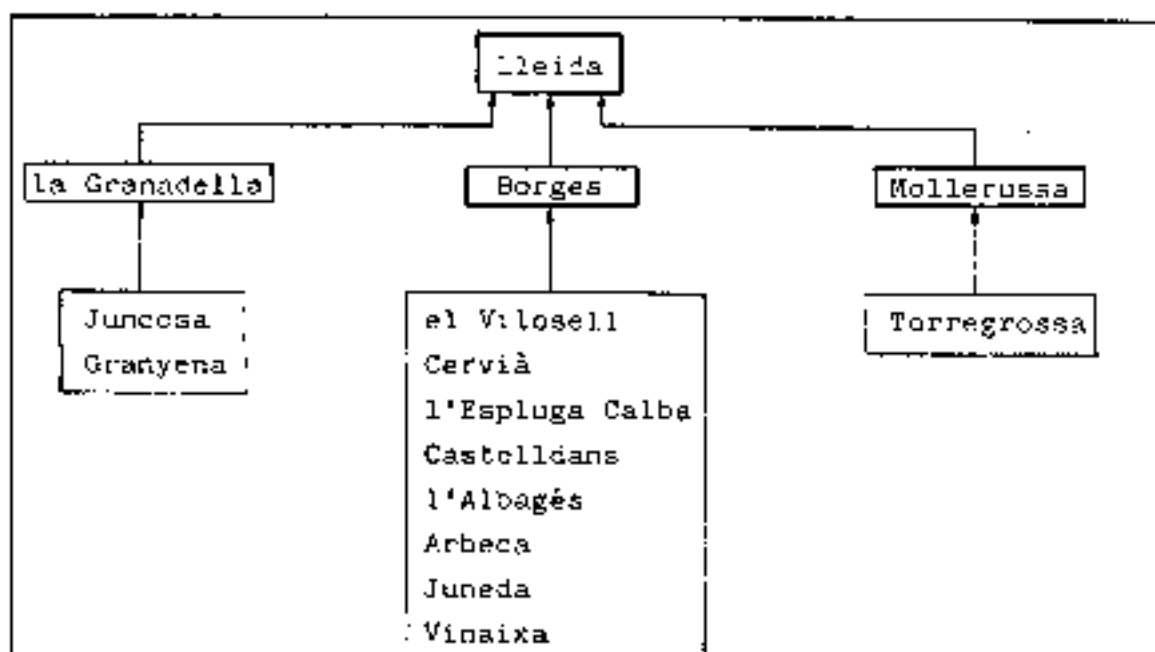 Lleida
la Granadella
Borges
Mollerussa
Juncosa
Granyena
el Vilosell
Cervià
l'Espluga Calba
Castelldans
l'Albagés
Arbeca
Juneda
Vinaixa
Torregrossa